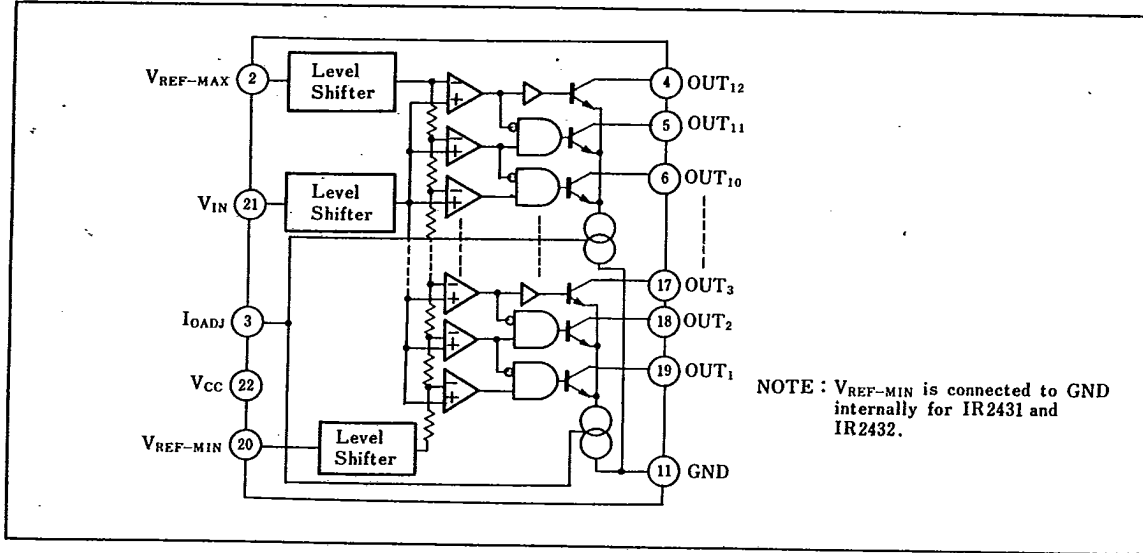 VREF-MAX 2 Level Shifter 4 OUT12
5 OUT11
6 OUT10
VIN 21 Level Shifter
17 OUT3
IOADJ 3 18 OUT2
VCC 22 19 OUT1
VREF-MIN 20 Level Shifter 11 GND
NOTE : VREF-MIN is connected to GND
internally for IR2431 and
IR2432.